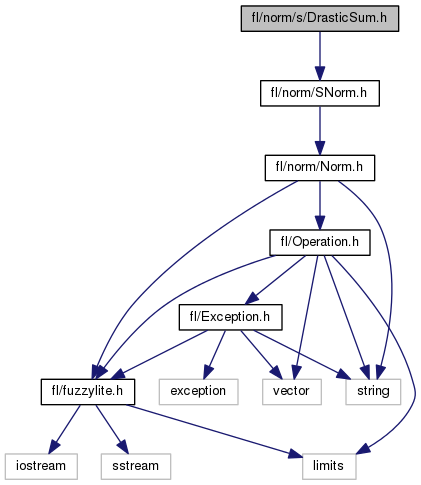 fl/norm/s/DrasticSum.h
fl/norm/SNorm.h
fl/norm/Norm.h
fl/Operation.h
fl/Exception.h
fl/fuzzylite.h
exception
vector
string
iostream
sstream
limits